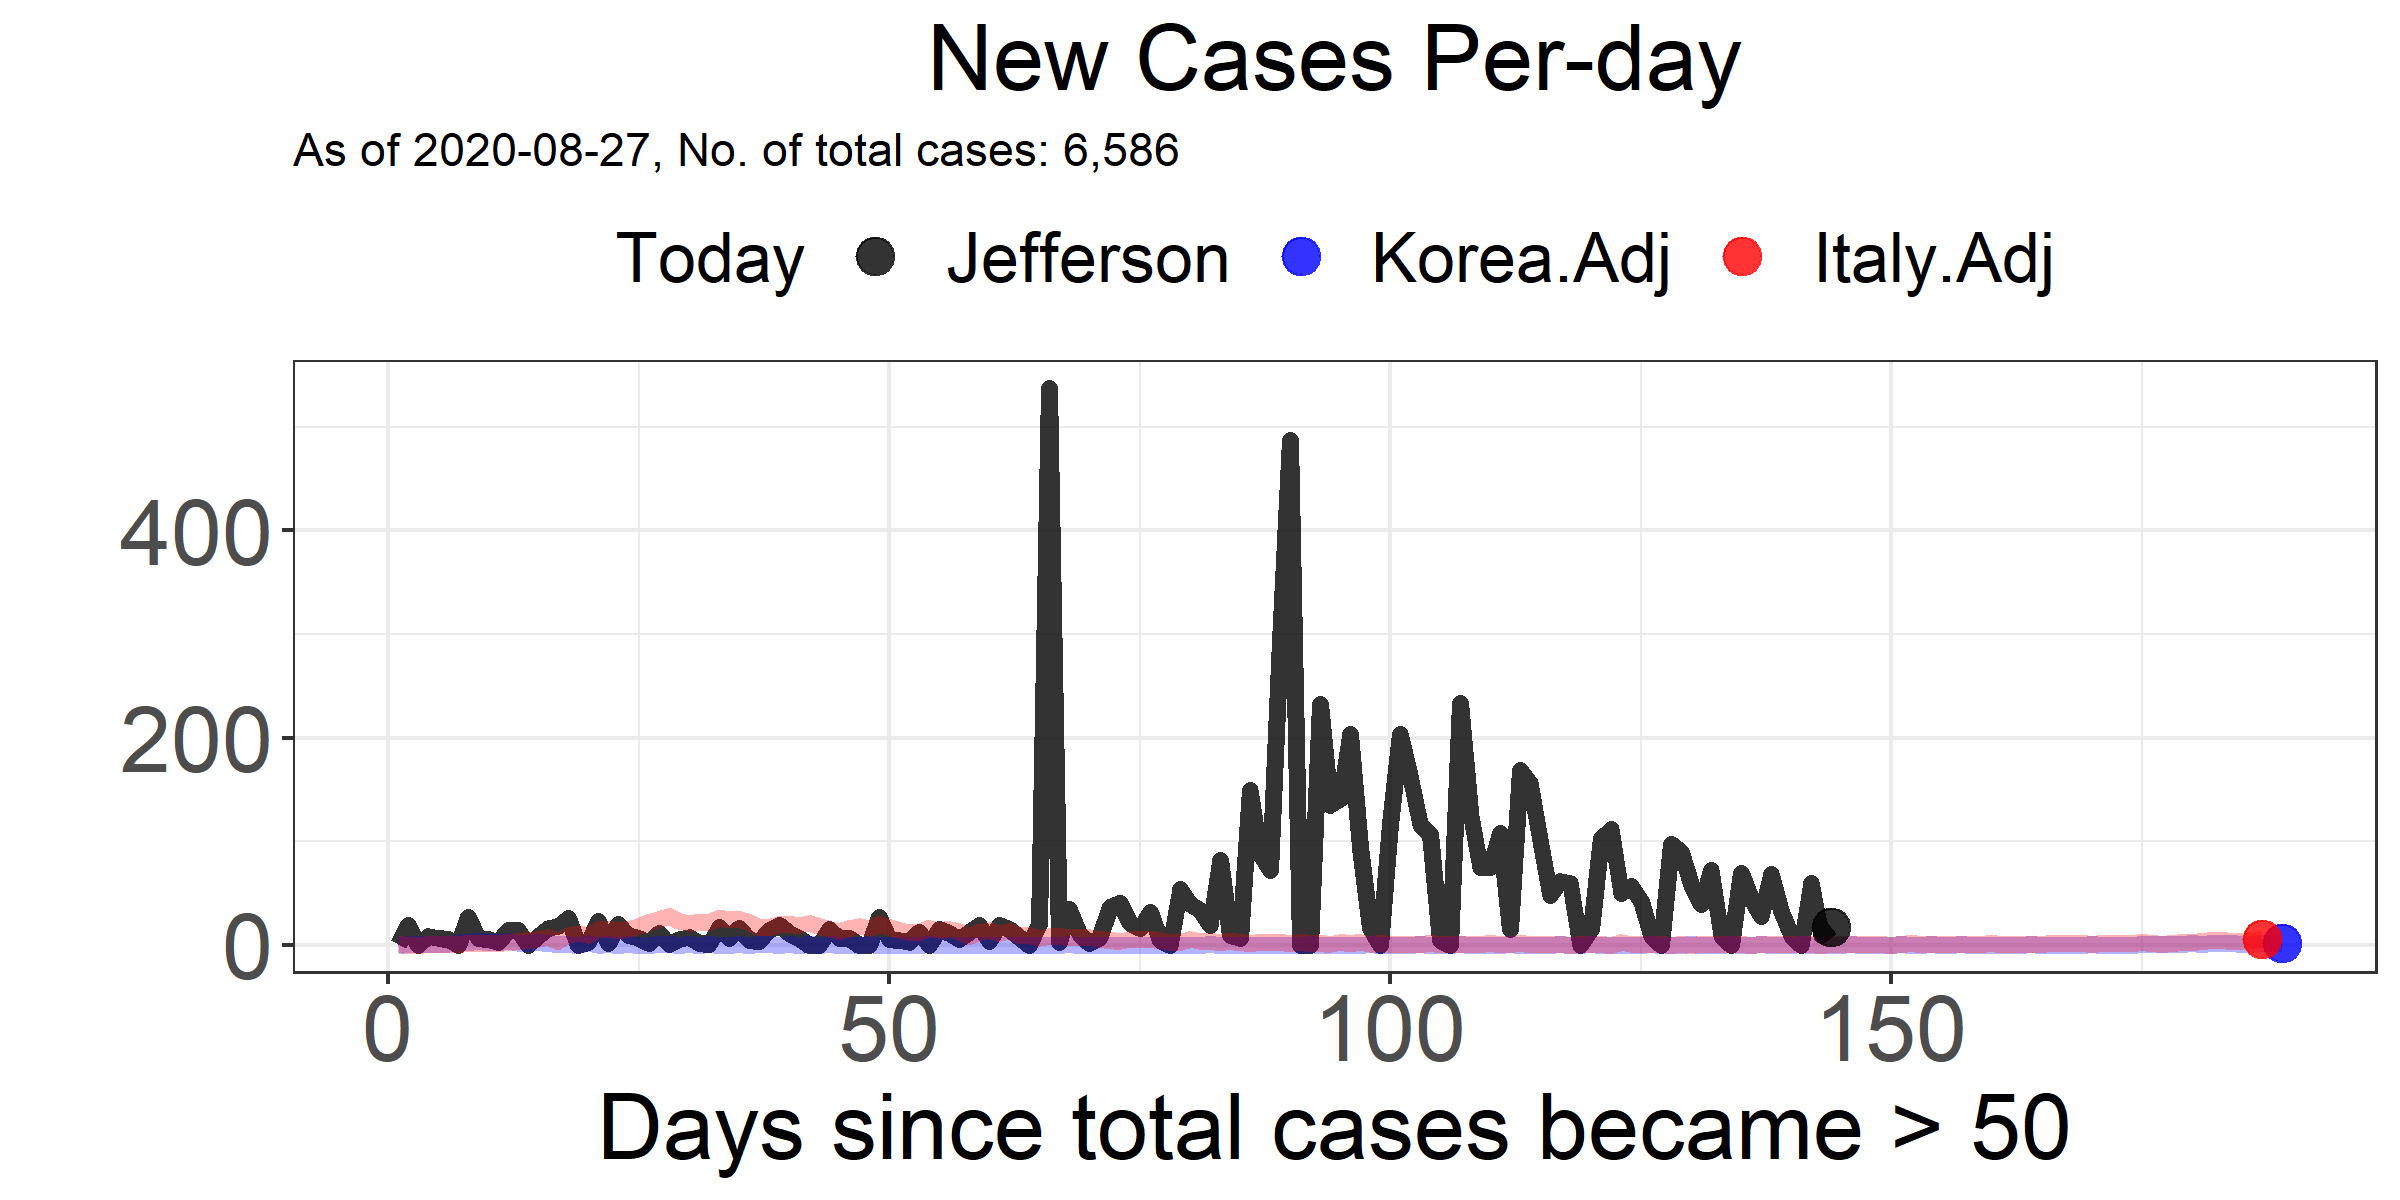 New Cases Per-day
As of 2020-08-27, No. of total cases: 6,586
Today Jefferson Korea.Adj Italy.Adj
400
200
0
0 50 100 150
Days since total cases became > 50